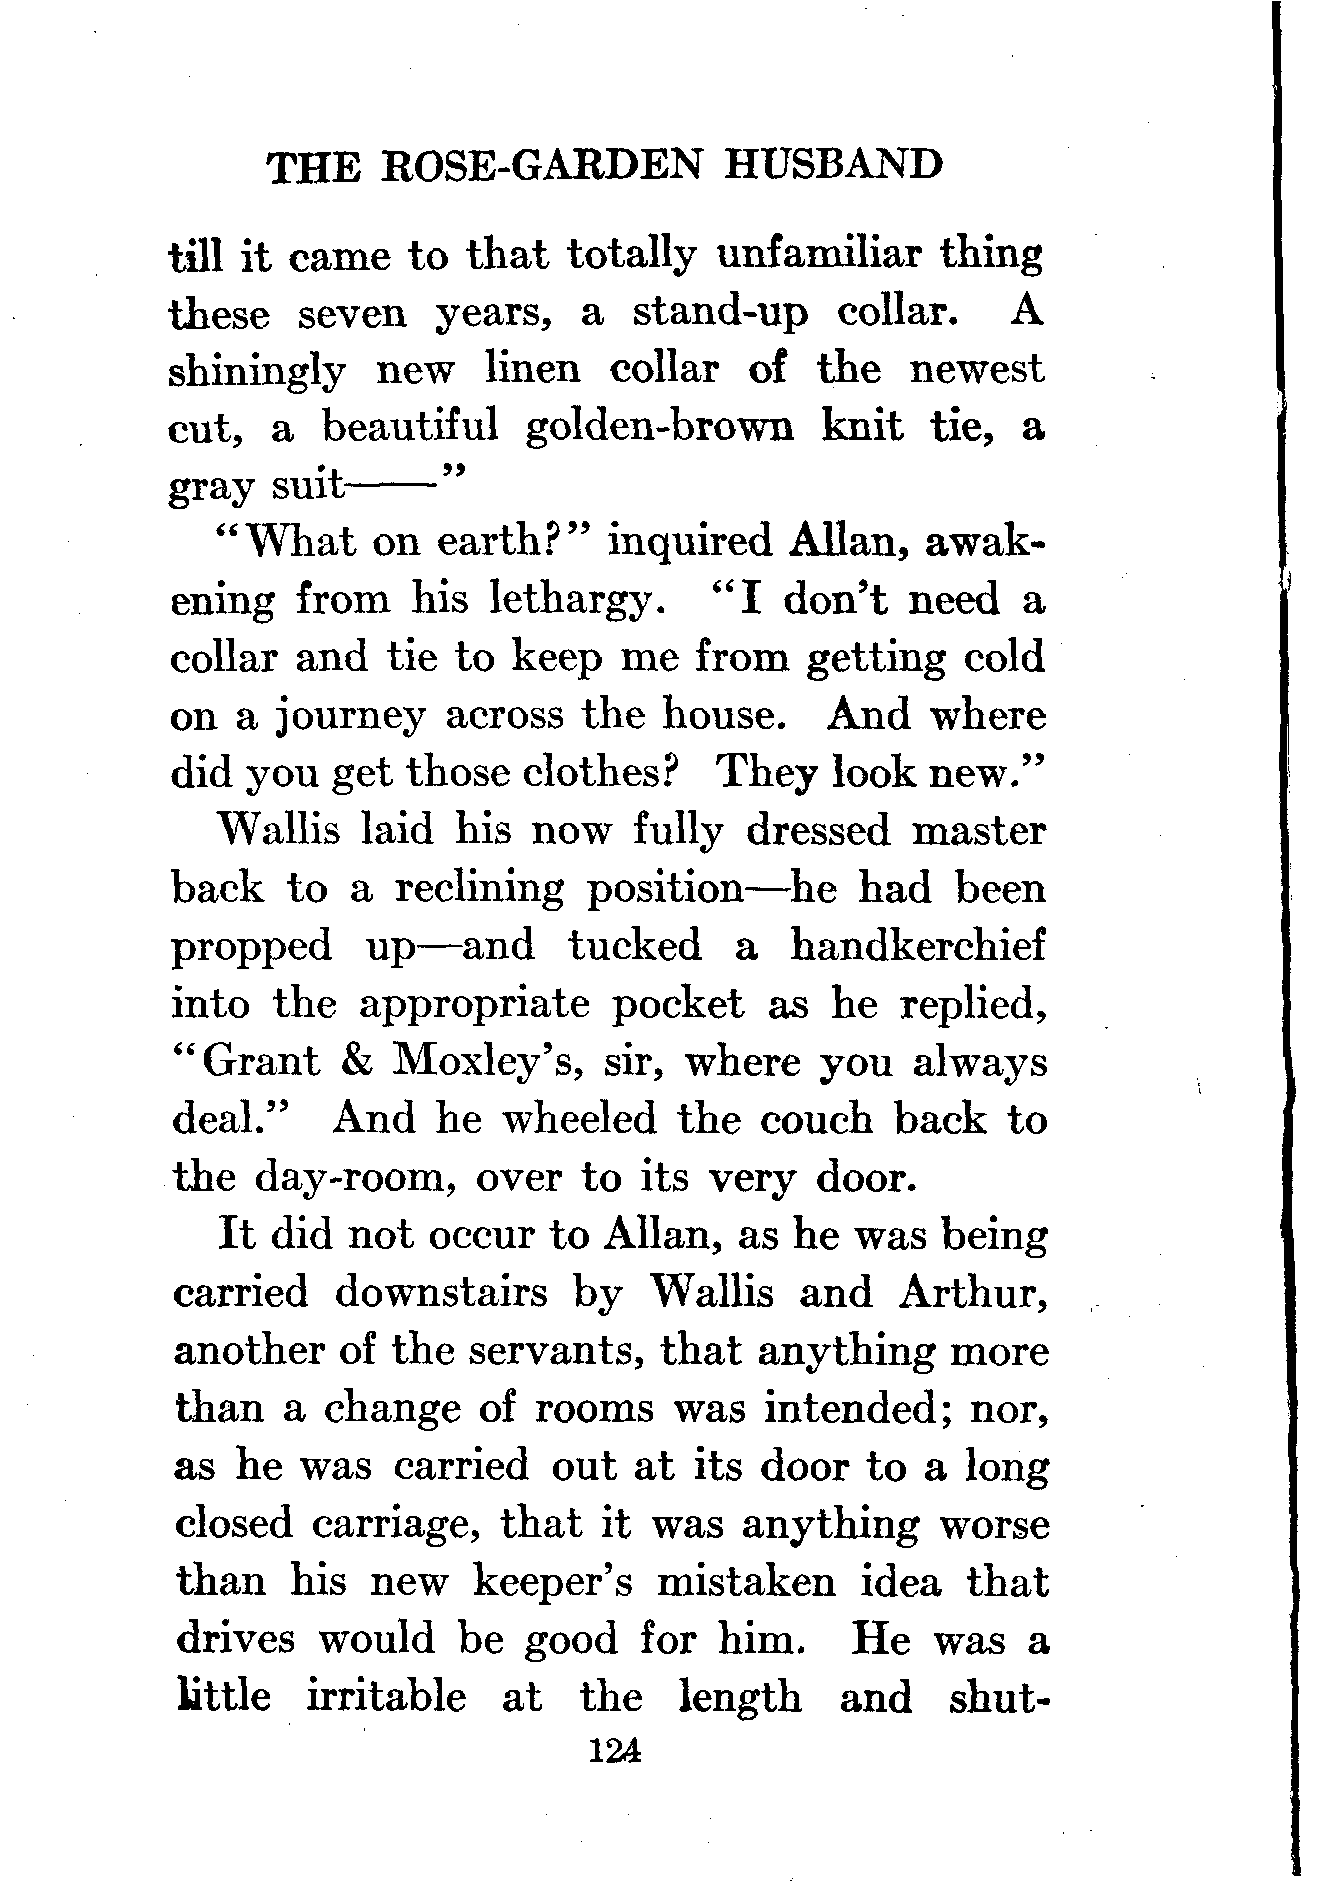 THE ROSE-GARDEN HUSBAND
till it came to that totally unfamiliar thing
these seven years, a stand-up collar. A
shiningly new linen collar of the newest
cut, a beautiful golden-brown knit tie, a
gray suit——”
“What on earth?” inquired Allan, awak-
ening from his lethargy. “I don’t need a
collar and tie to keep me from getting cold
on a journey across the house. And where
did you get those clothes? They look new.”
Wallis laid his now fully dressed master
back to a reclining position—he had been
propped up—and tucked a handkerchief
into the appropriate pocket as he replied,
“Grant & Moxley’s, sir, where you always
deal.” And he wheeled the couch back to
the day-room, over to its very door.
It did not occur to Allan, as he was being
carried downstairs by Wallis and Arthur,
another of the servants, that anything more
than a change of rooms was intended; nor,
as he was carried out at its door to a long
closed carriage, that it was anything worse
than his new keeper’s mistaken idea that
drives would be good for him. He was a
little irritable at the length and shut-
124